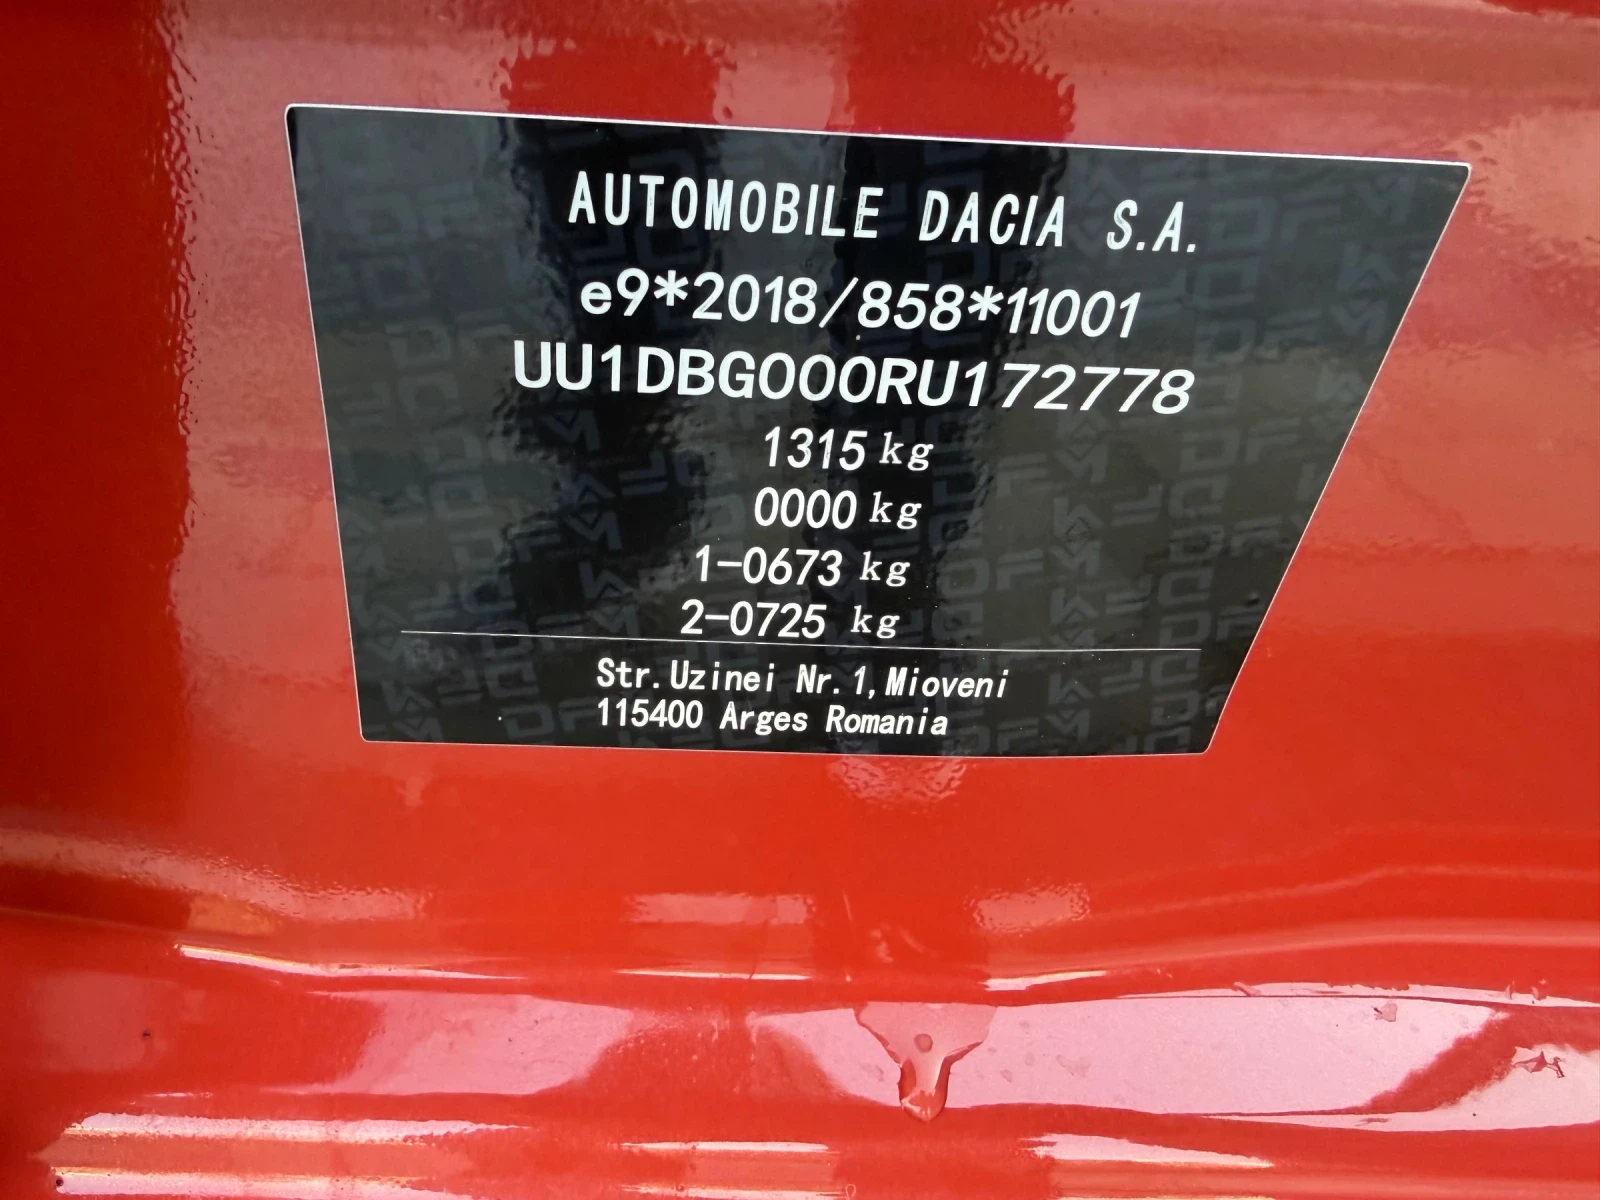 AUTOMOBILE DACIA S.A.
e9*2018/858*11001
UU1DBG000RU172778
1315 kg
0000 kg
1-0673 kg
2-0725 kg
Str.Uzinei Nr.1,Mioveni
115400 Arges Romania